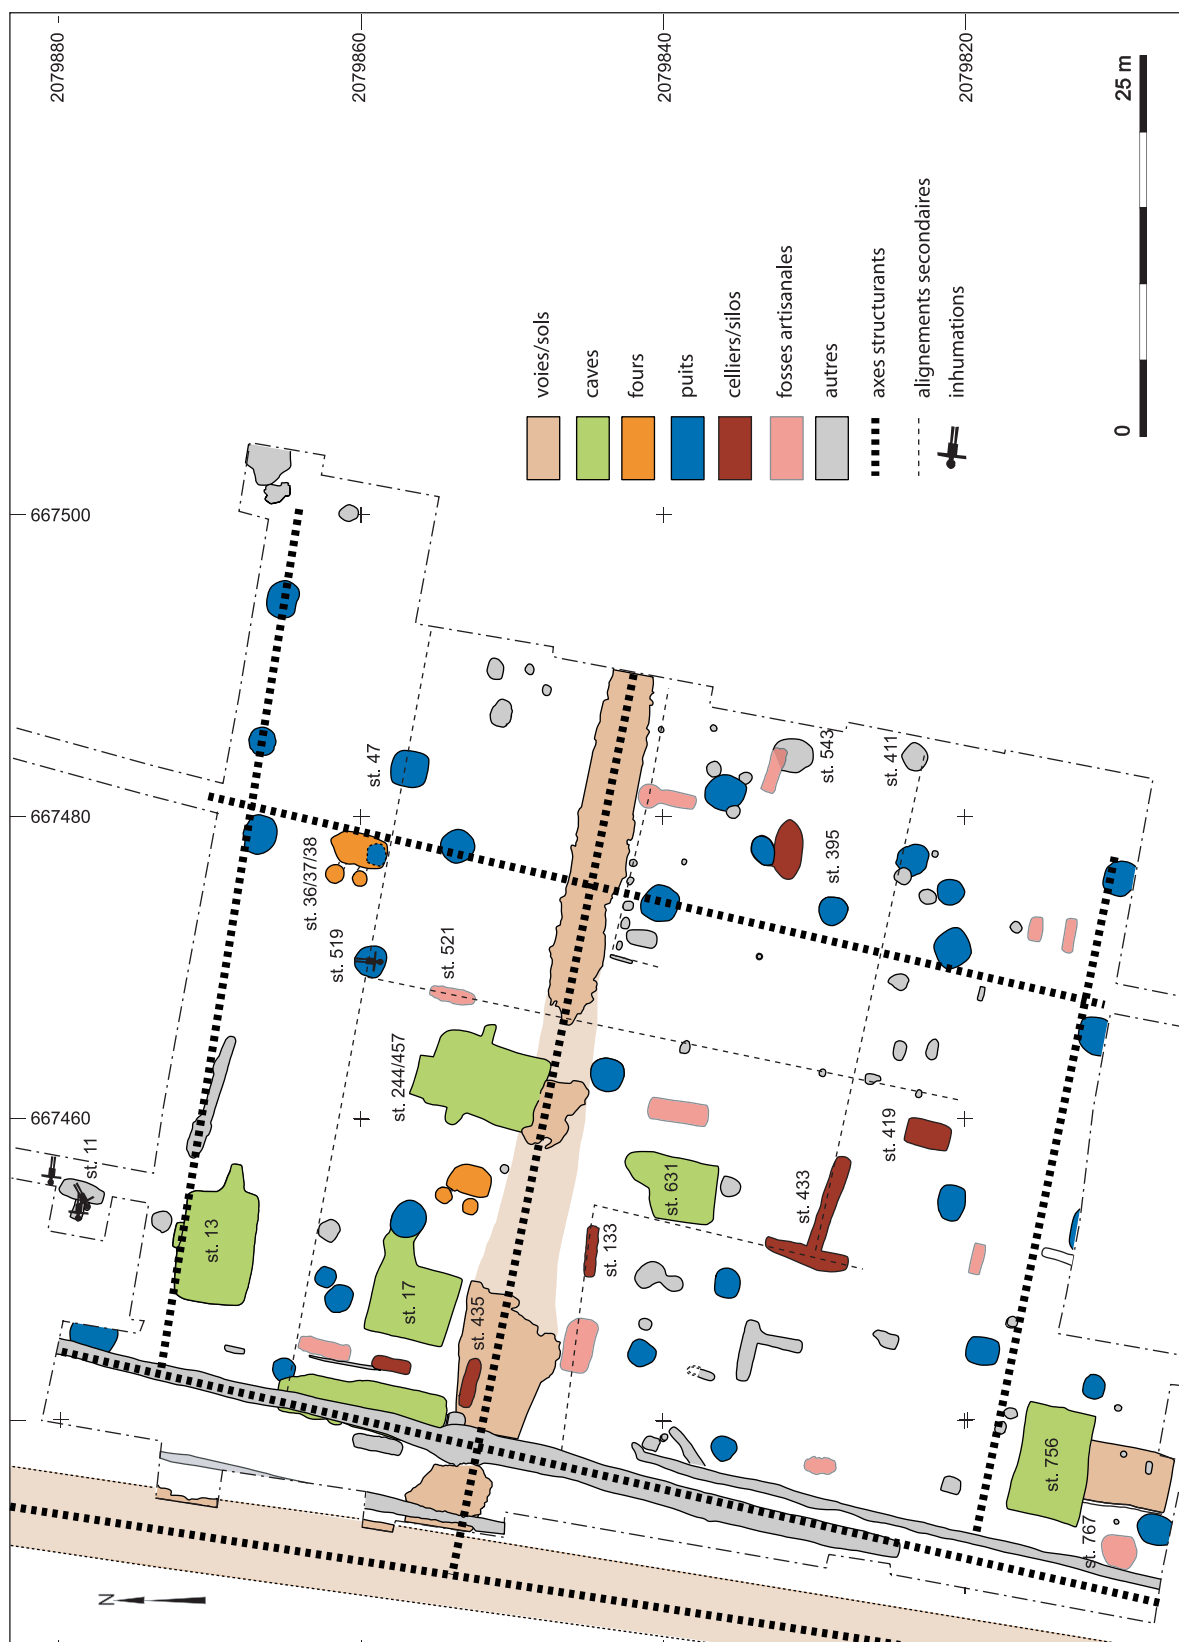 2079880
2079860
2079840
2079820
25 m
0
voies/sols
caves
fours
puits
celliers/silos
fosses artisanales
autres
axes structurants
alignements secondaires
inhumations
667500
667480
667460
st. 47
st. 36/37/38
st. 519
st. 521
st. 244/457
st. 11
st. 13
st. 17
st. 435
st. 133
st. 631
st. 433
st. 419
st. 395
st. 543
st. 411
st. 756
st. 767
N